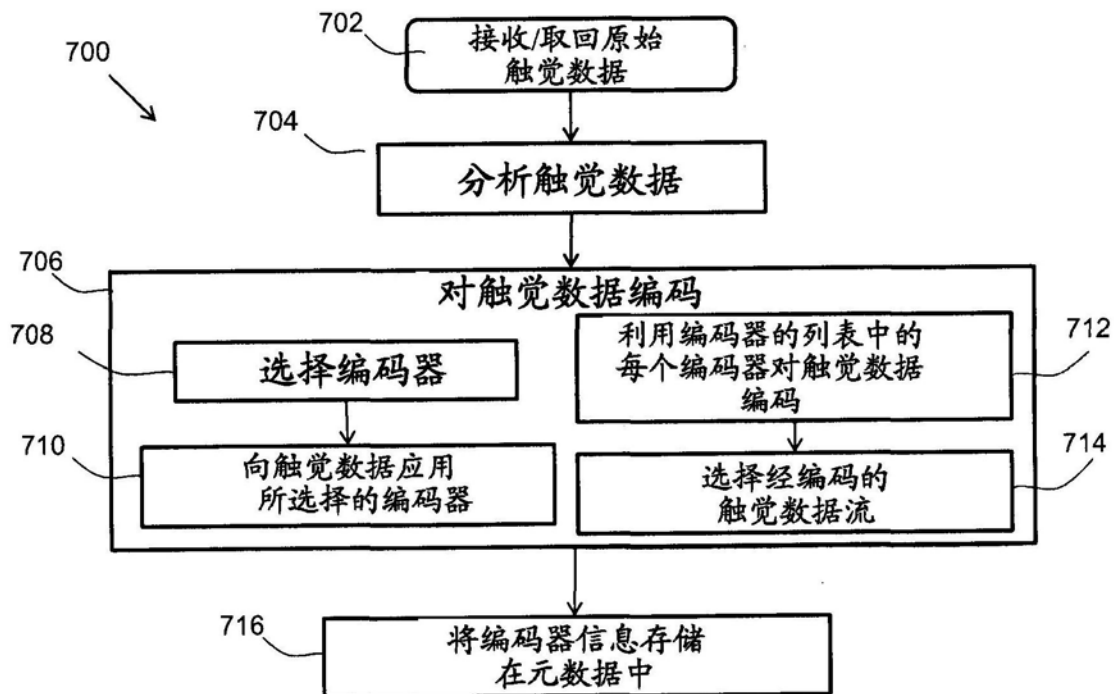 702
接收/取回原始
触觉数据
700
704
分析触觉数据
706
对触觉数据编码
708
选择编码器
710
向触觉数据应用
所选择的编码器
利用编码器的列表中的
每个编码器对触觉数据
编码
712
选择经编码的
触觉数据流
714
716
将编码器信息存储
在元数据中